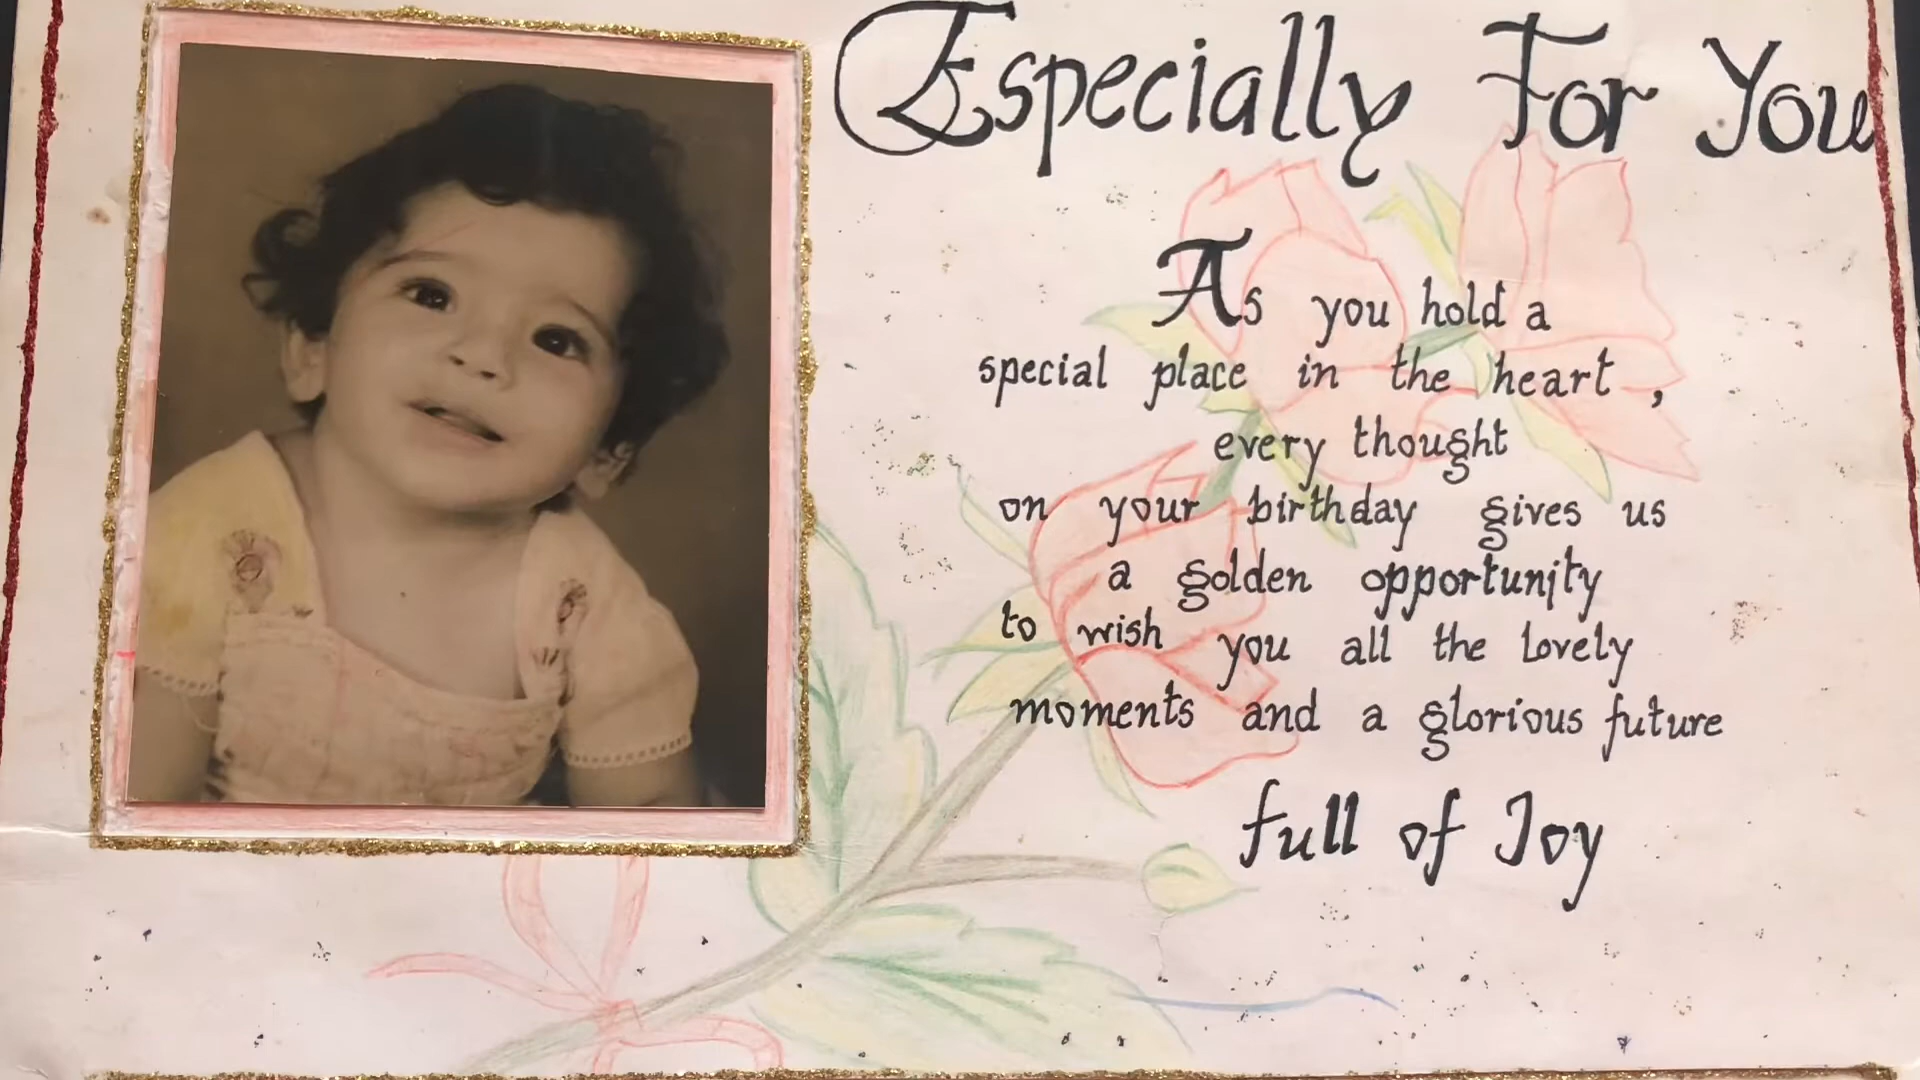 Especially For You
As you hold a
special place in the heart ,
every thought
on your birthday gives us
a golden opportunity
to wish you all the lovely
moments and a glorious future
full of Joy